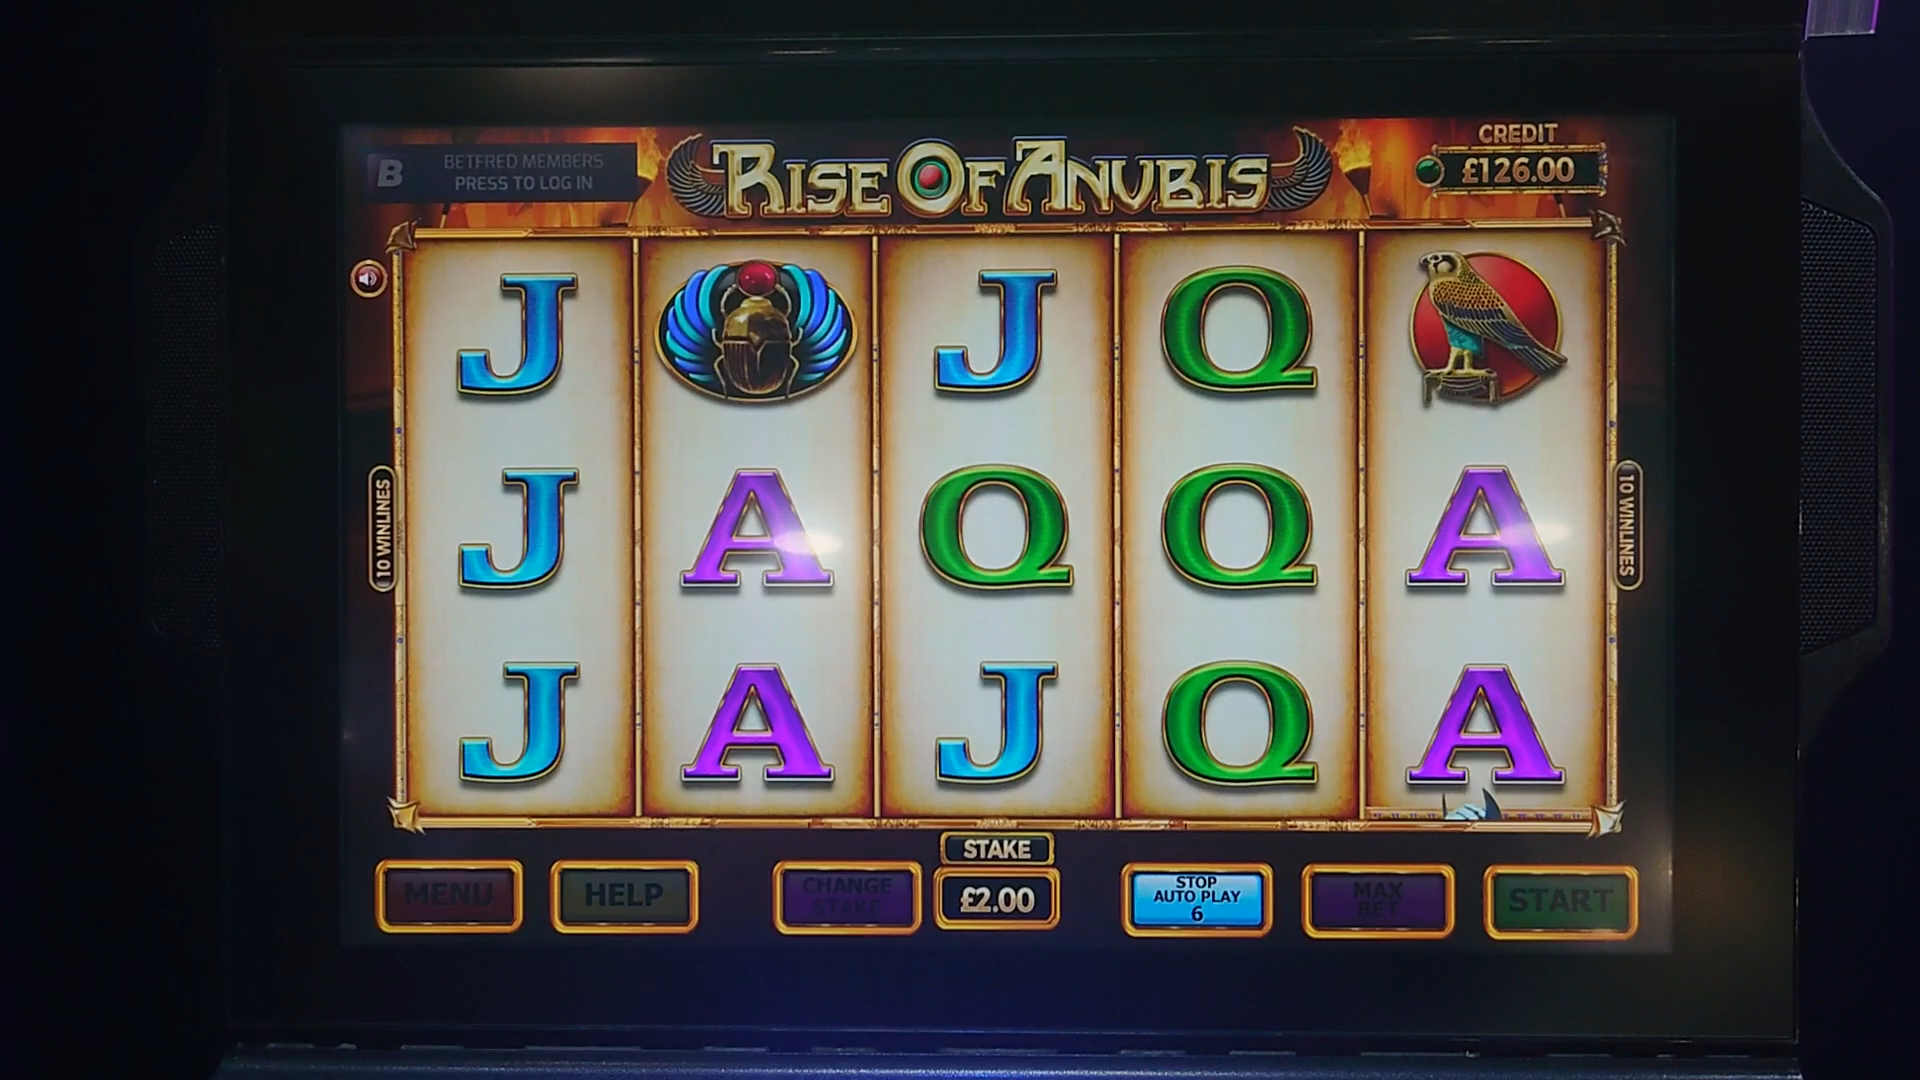 BETFRED MEMBERS
PRESS TO LOG IN
B
RISE OF ANUBIS
CREDIT
£126.00
J J Q
10 WINLINES
J A Q Q A
10 WINLINES
J A J Q A
STAKE
MENU
HELP
CHANGE
STAKE
£2.00
STOP
AUTO PLAY
6
MAX
BET
START